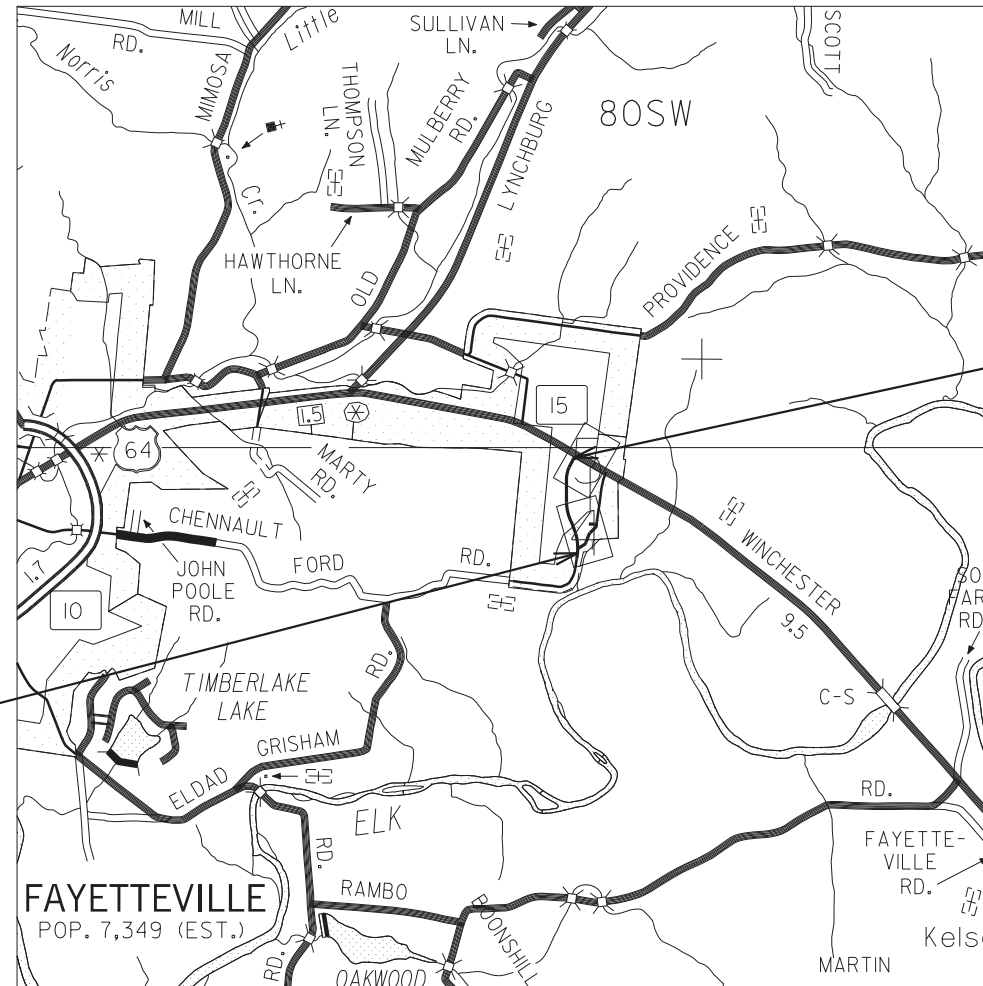 MILL
RD.
Little
SULLIVAN
LN.
SCOTT
Norris
MIMOSA
THOMPSON
LN.
MULBERRY
RD.
LYNCHBURG
80SW
Cr.
HAWTHORNE
LN.
OLD
PROVIDENCE
15
1.5
64
MARTY
RD.
CHENNAULT
FORD
RD.
JOHN
POOLE
RD.
1.7
10
WINCHESTER
9.5
RD
C-S
TIMBERLAKE
LAKE
RD.
GRISHAM
ELDAD
ELK
RD.
RD.
FAYETTE-
VILLE
RD.
FAYETTEVILLE
POP. 7,349 (EST.)
RAMBO
BOONSHILL
RD.
OAKWOOD
MARTIN